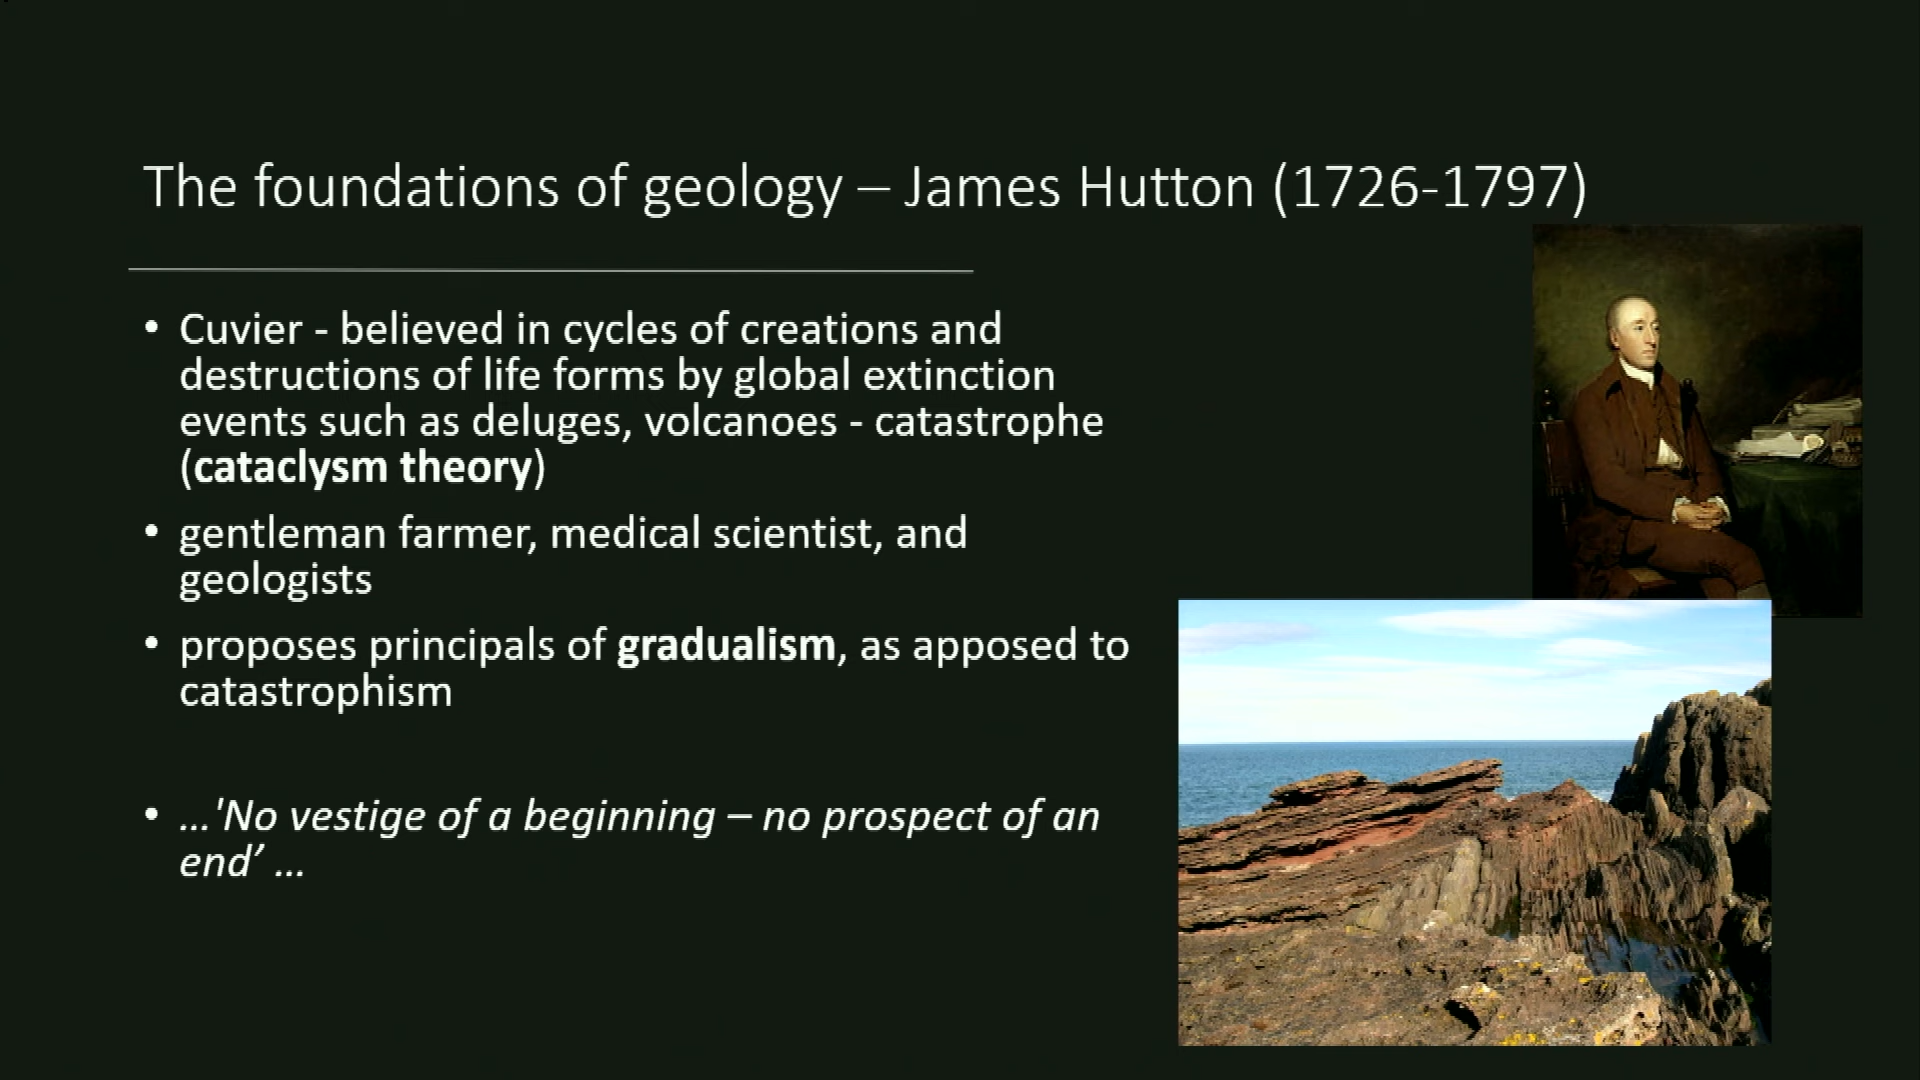 The foundations of geology – James Hutton (1726-1797)
• Cuvier - believed in cycles of creations and
destructions of life forms by global extinction
events such as deluges, volcanoes - catastrophe
(cataclysm theory)
• gentleman farmer, medical scientist, and
geologists
• proposes principals of gradualism, as apposed to
catastrophism
• ...'No vestige of a beginning – no prospect of an
end’ ...